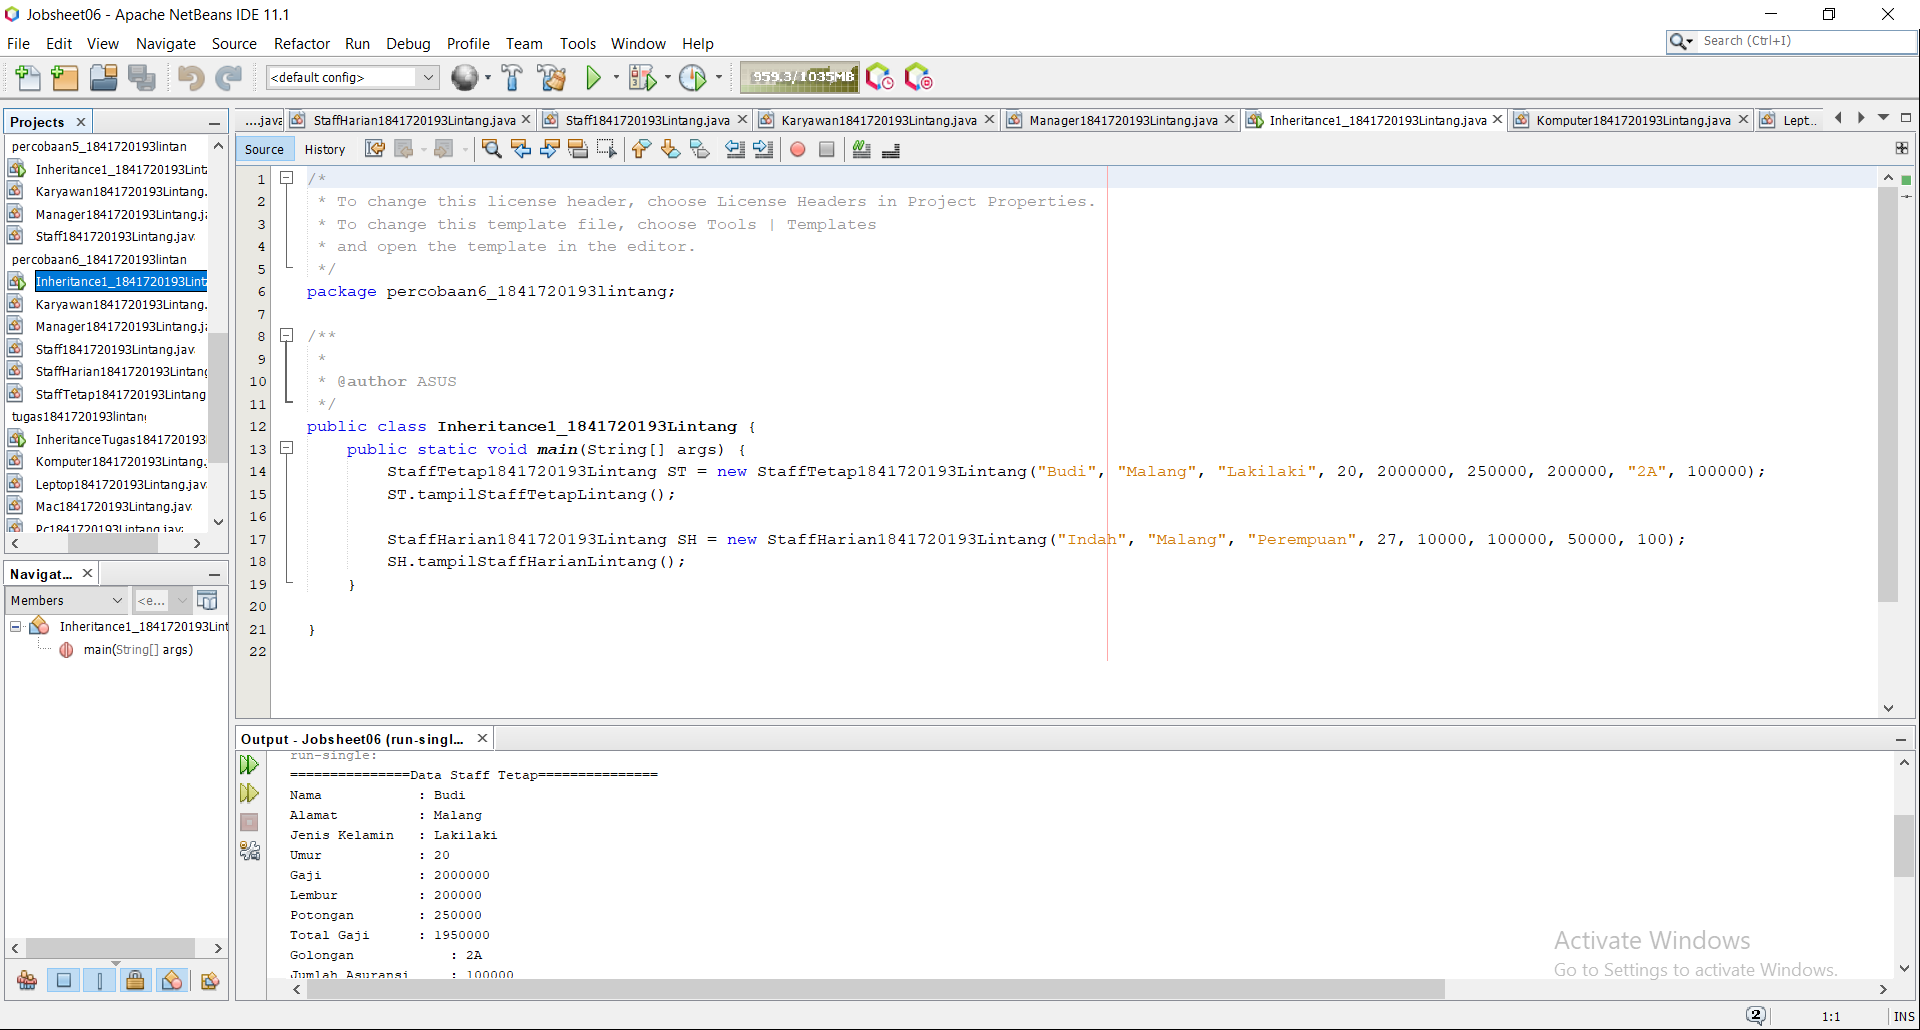 Jobsheet06 - Apache NetBeans IDE 11.1
File Edit View Navigate Source Refactor Run Debug Profile Team Tools Window Help
Search (Ctrl+I)
<default config>
959.3/1035MB
Projects
percobaan5_1841720193lintan
Inheritance1_1841720193Lint
Karyawan1841720193Lintang.
Manager1841720193Lintang.j
Staff1841720193Lintang.jav
percobaan6_1841720193lintan
Inheritance1_1841720193Lint
Karyawan1841720193Lintang.
Manager1841720193Lintang.j
Staff1841720193Lintang.jav
StaffHarian1841720193Lintang
StaffTetap1841720193Lintang
tugas1841720193lintang
InheritanceTugas1841720193
Komputer1841720193Lintang.
Leptop1841720193Lintang.jav
Mac1841720193Lintang.jav
Pc1841720193Lintang.jav
Navigat...
Members
<e...
Inheritance1_1841720193Lint
main(String[] args)
....java StaffHarian1841720193Lintang.java Staff1841720193Lintang.java Karyawan1841720193Lintang.java Manager1841720193Lintang.java Inheritance1_1841720193Lintang.java Komputer1841720193Lintang.java Lept...
Source History
1 /*
2 * To change this license header, choose License Headers in Project Properties.
3 * To change this template file, choose Tools | Templates
4 * and open the template in the editor.
5 */
6 package percobaan6_1841720193lintang;
7
8 /**
9 *
10 * @author ASUS
11 */
12 public class Inheritance1_1841720193Lintang {
13 public static void main(String[] args) {
14 StaffTetap1841720193Lintang ST = new StaffTetap1841720193Lintang("Budi", "Malang", "Lakilaki", 20, 2000000, 250000, 200000, "2A", 100000);
15 ST.tampilStaffTetapLintang();
16
17 StaffHarian1841720193Lintang SH = new StaffHarian1841720193Lintang("Indah", "Malang", "Perempuan", 27, 10000, 100000, 50000, 100);
18 SH.tampilStaffHarianLintang();
19 }
20
21 }
22
Output - Jobsheet06 (run-singl...
run-single:
===============Data Staff Tetap===============
Nama : Budi
Alamat : Malang
Jenis Kelamin : Lakilaki
Umur : 20
Gaji : 2000000
Lembur : 200000
Potongan : 250000
Total Gaji : 1950000
Golongan : 2A
Jumlah Asuransi : 100000
Activate Windows
Go to Settings to activate Windows.
2
1:1 INS